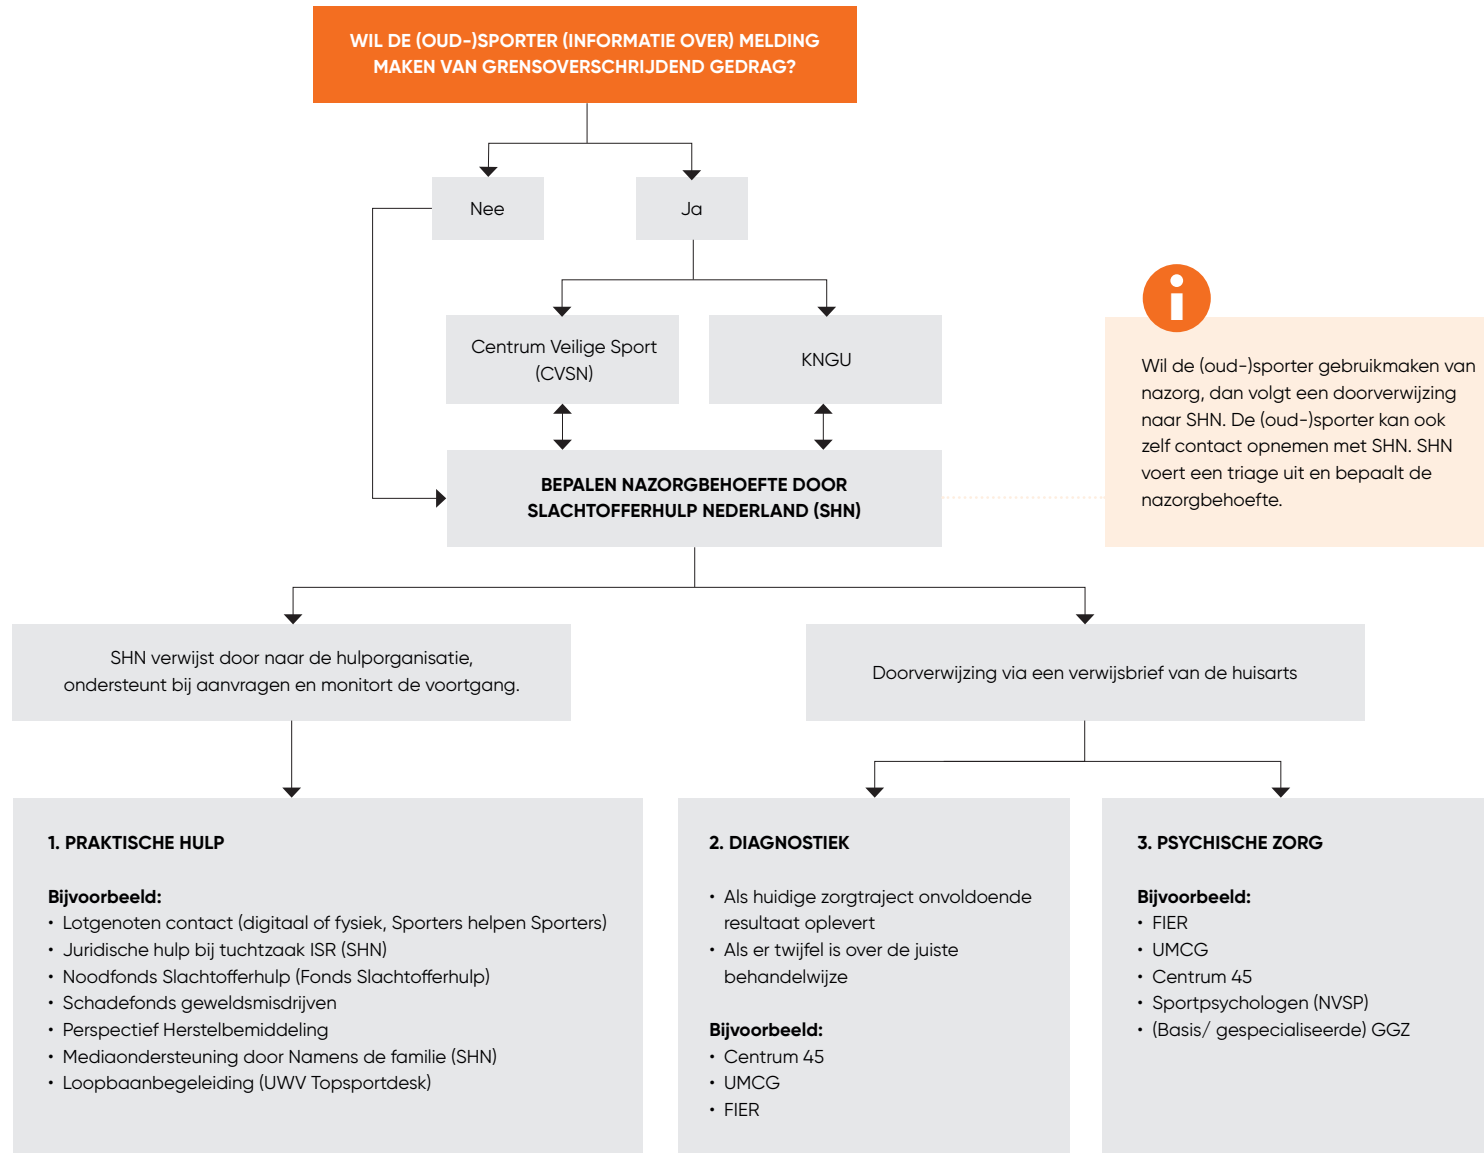 WIL DE (OUD-)SPORTER (INFORMATIE OVER) MELDING
MAKEN VAN GRENSOVERSCHRIJDEND GEDRAG?
Nee
Ja
Centrum Veilige Sport
(CVSN)
KNGU
Wil de (oud-)sporter gebruikmaken van
nazorg, dan volgt een doorverwijzing
naar SHN. De (oud-)sporter kan ook
zelf contact opnemen met SHN. SHN
voert een triage uit en bepaalt de
nazorgbehoefte.
BEPALEN NAZORGBEHOEFTE DOOR
SLACHTOFFERHULP NEDERLAND (SHN)
SHN verwijst door naar de hulporganisatie,
ondersteunt bij aanvragen en monitort de voortgang.
Doorverwijzing via een verwijsbrief van de huisarts
1. PRAKTISCHE HULP
Bijvoorbeeld:
• Lotgenoten contact (digitaal of fysiek, Sporters helpen Sporters)
• Juridische hulp bij tuchtzaak ISR (SHN)
• Noodfonds Slachtofferhulp (Fonds Slachtofferhulp)
• Schadefonds geweldsmisdrijven
• Perspectief Herstelbemiddeling
• Mediaondersteuning door Namens de familie (SHN)
• Loopbaanbegeleiding (UWV Topsportdesk)
2. DIAGNOSTIEK
• Als huidige zorgtraject onvoldoende
resultaat oplevert
• Als er twijfel is over de juiste
behandelwijze
Bijvoorbeeld:
• Centrum 45
• UMCG
• FIER
3. PSYCHISCHE ZORG
Bijvoorbeeld:
• FIER
• UMCG
• Centrum 45
• Sportpsychologen (NVSP)
• (Basis/ gespecialiseerde) GGZ